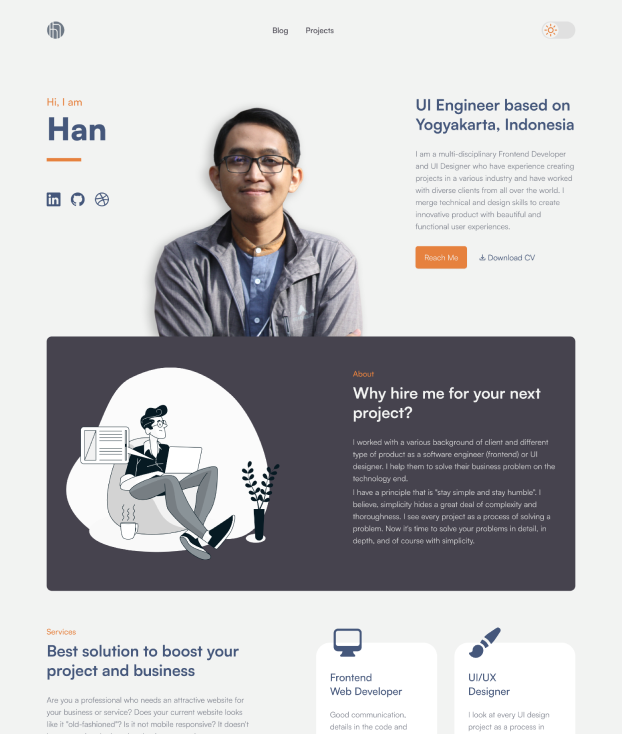 Blog Projects
Hi, I am
Han
UI Engineer based on
Yogyakarta, Indonesia
I am a multi-disciplinary Frontend Developer
and UI Designer who have experience creating
projects in a various industry and have worked
with diverse clients from all over the world. I
merge technical and design skills to create
innovative product with beautiful and
functional user experiences.
Reach Me
Download CV
About
Why hire me for your next
project?
I worked with a various background of client and different
type of product as a software engineer (frontend) or UI
designer. I help them to solve their business problem on the
technology end.
I have a principle that is "stay simple and stay humble". I
believe, simplicity hides a great deal of complexity and
thoroughness. I see every project as a process of solving a
problem. Now it's time to solve your problems in detail, in
depth, and of course with simplicity.
Services
Best solution to boost your
project and business
Are you a professional who needs an attractive website for
your business or service? Does your current website looks
like it "old-fashioned"? Is it not mobile responsive? It doesn't
Frontend
Web Developer
Good communication,
details in the code and
UI/UX
Designer
I look at every UI design
project as a process in